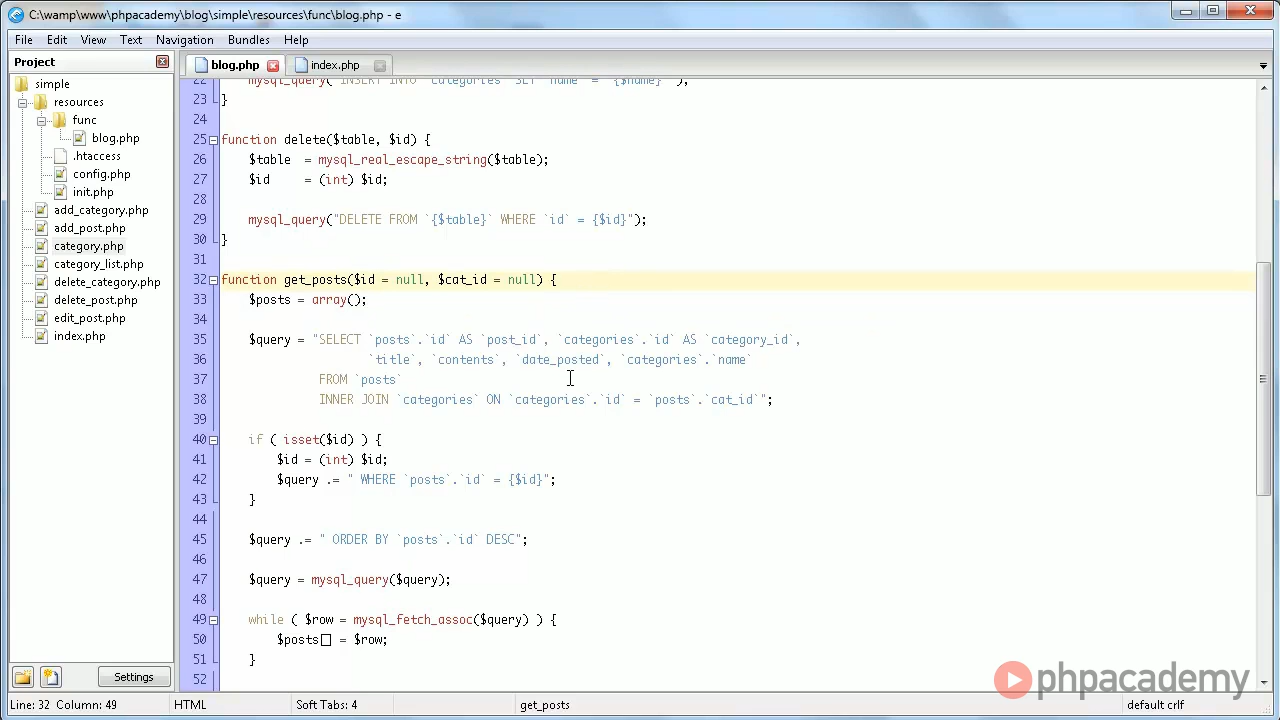 C:\wamp\www\phpacademy\blog\simple\resources\func\blog.php - e
File Edit View Text Navigation Bundles Help
Project
simple
resources
func
blog.php
.htaccess
config.php
init.php
add_category.php
add_post.php
category.php
category_list.php
delete_category.php
delete_post.php
edit_post.php
index.php
Settings
blog.php index.php
22 mysql_query("INSERT INTO `categories` SET `name` = '{$name}'");
23 }
24
25 function delete($table, $id) {
26 $table = mysql_real_escape_string($table);
27 $id = (int) $id;
28
29 mysql_query("DELETE FROM `{$table}` WHERE `id` = {$id}");
30 }
31
32 function get_posts($id = null, $cat_id = null) {
33 $posts = array();
34
35 $query = "SELECT `posts`.`id` AS `post_id`, `categories`.`id` AS `category_id`,
36 `title`, `contents`, `date_posted`, `categories`.`name`
37 FROM `posts`
38 INNER JOIN `categories` ON `categories`.`id` = `posts`.`cat_id`";
39
40 if ( isset($id) ) {
41 $id = (int) $id;
42 $query .= " WHERE `posts`.`id` = {$id}";
43 }
44
45 $query .= " ORDER BY `posts`.`id` DESC";
46
47 $query = mysql_query($query);
48
49 while ( $row = mysql_fetch_assoc($query) ) {
50 $posts[] = $row;
51 }
52
phpacademy
Line: 32 Column: 49 HTML Soft Tabs: 4 get_posts default crlf